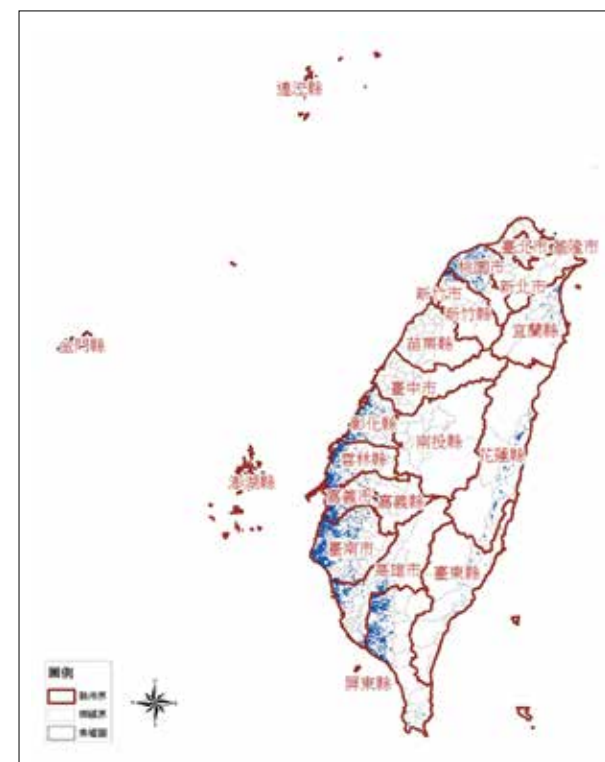 連江縣
臺北市
基隆市
桃園市
新北市
新竹市
新竹縣
宜蘭縣
苗栗縣
金門縣
臺中市
彰化縣
南投縣
花蓮縣
雲林縣
澎湖縣
嘉義市
嘉義縣
臺南市
高雄市
臺東縣
屏東縣
圖例
縣市界
鄉鎮界